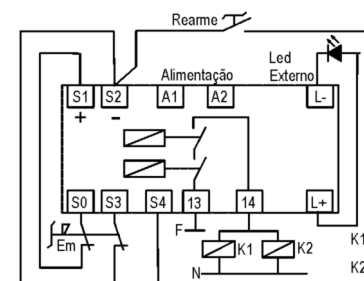 Rearme
Led
Externo
Alimentação
S1 S2 A1 A2 L-
+ -
S0 S3 S4 13 14 L+
F
Em
K1 K2
N
K1
K2